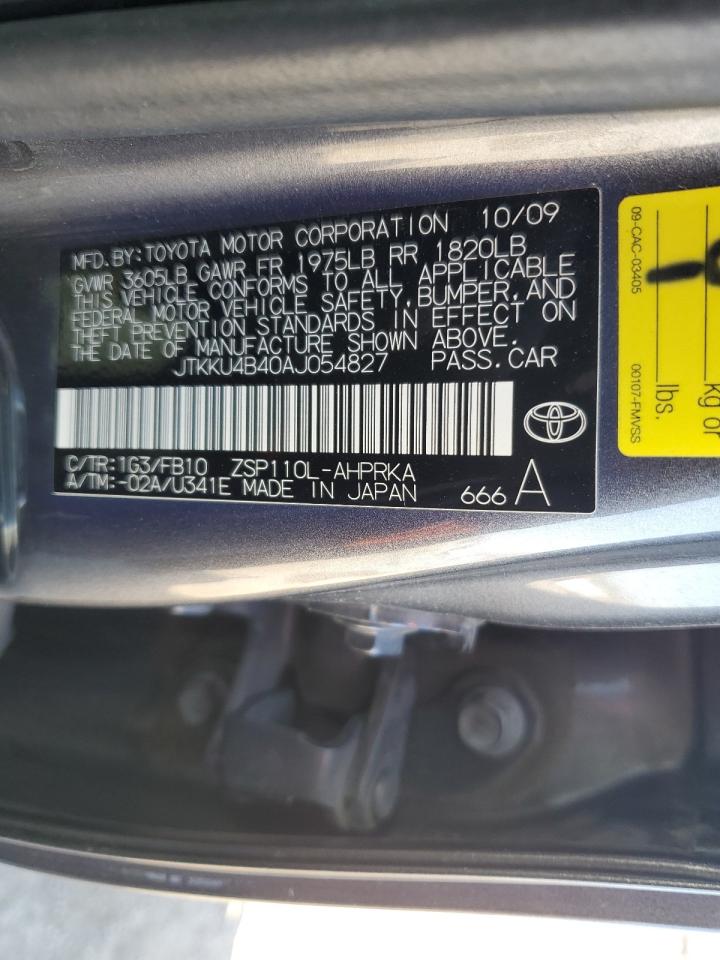 MFD.BY:TOYOTA MOTOR CORPORATION 10/09
GVWR 3605LB GAWR FR 1975LB RR 1820LB
THIS VEHICLE CONFORMS TO ALL APPLICABLE
FEDERAL MOTOR VEHICLE SAFETY,BUMPER,AND
THEFT PREVENTION STANDARDS IN EFFECT ON
THE DATE OF MANUFACTURE SHOWN ABOVE.
JTKKU4B40AJ054827 PASS.CAR
C/TR:1G3/FB10 ZSP110L-AHPRKA
A/TM:-02A/U341E MADE IN JAPAN 666 A
09-CAC-03405
00107-FMVSS
lbs.
kg or